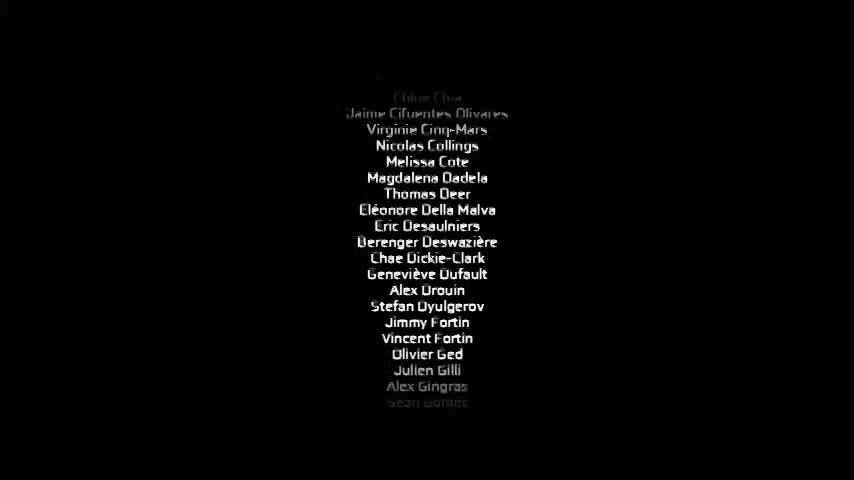 Chloe Chia
Jaime Cifuentes Olivares
Virginie Cinq-Mars
Nicolas Collings
Melissa Cote
Magdalena Dadela
Thomas Deer
Eléonore Della Malva
Eric Desaulniers
Berenger Deswazière
Chae Dickie-Clark
Geneviève Dufault
Alex Drouin
Stefan Dyulgerov
Jimmy Fortin
Vincent Fortin
Olivier Ged
Julien Gilli
Alex Gingras
Sean